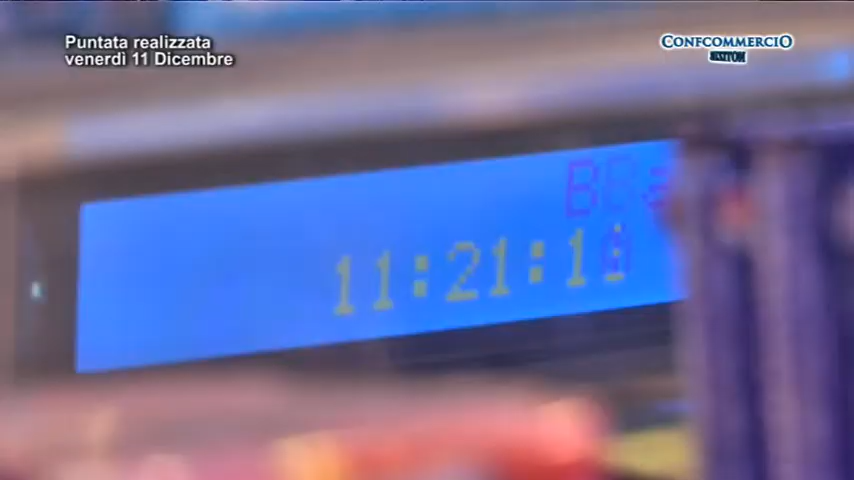 Puntata realizzata
venerdì 11 Dicembre
CONFCOMMERCIO
11:21:1